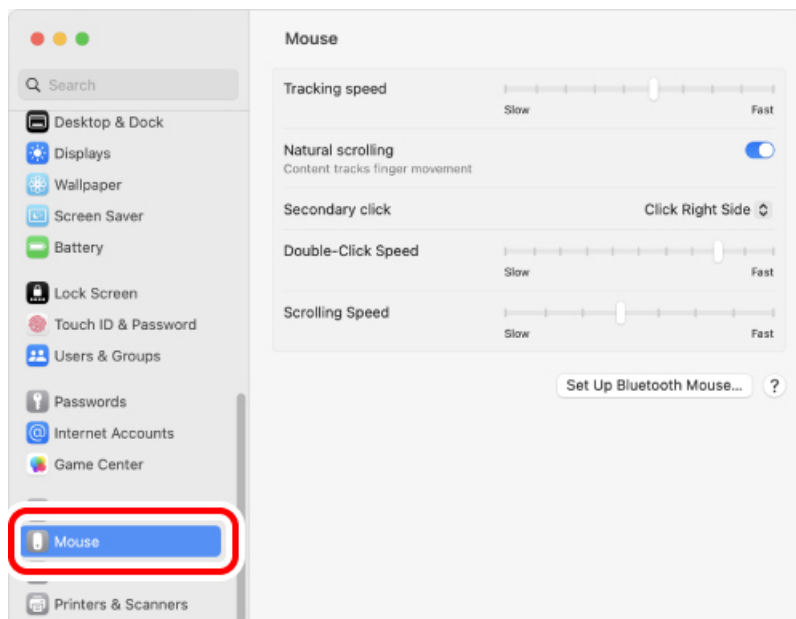 Mouse
Search
Desktop & Dock
Displays
Wallpaper
Screen Saver
Battery
Lock Screen
Touch ID & Password
Users & Groups
Passwords
Internet Accounts
Game Center
Mouse
Printers & Scanners
Tracking speed
Slow Fast
Natural scrolling
Content tracks finger movement
Secondary click Click Right Side
Double-Click Speed
Slow Fast
Scrolling Speed
Slow Fast
Set Up Bluetooth Mouse... ?